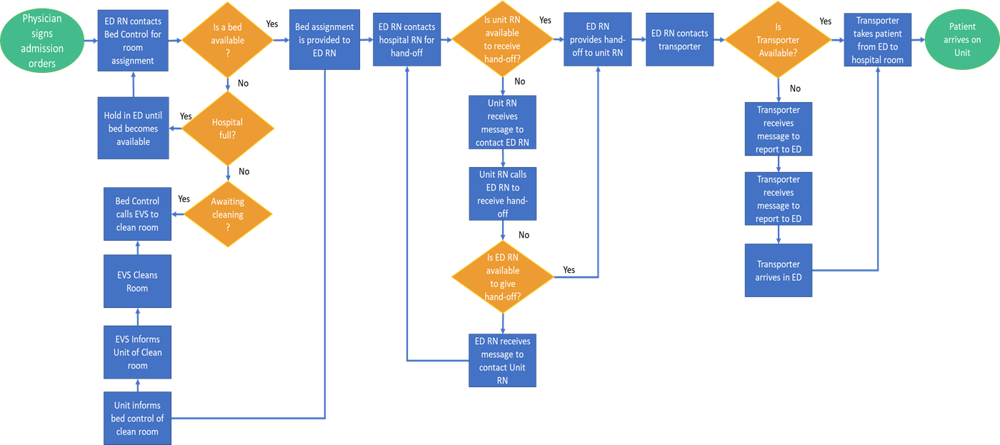 Physician
signs
admission
orders
ED RN contacts
Bed Control for
room
assignment
Is a bed
available
?
Yes
No
Bed assignment
is provided to
ED RN
ED RN contacts
hospital RN for
hand-off
Is unit RN
available
to receive
hand-off?
Yes
No
ED RN
provides hand-
off to unit RN
ED RN contacts
transporter
Is
Transporter
Available?
Yes
No
Transporter
takes patient
from ED to
hospital room
Patient
arrives on
Unit
Hold in ED until
bed becomes
available
Yes
Hospital
full?
No
Bed Control
calls EVS to
clean room
Yes
Awaiting
cleaning
?
EVS Cleans
Room
EVS Informs
Unit of Clean
room
Unit informs
bed control of
clean room
Unit RN
receives
message to
contact ED RN
Unit RN calls
ED RN to
receive hand-
off
No
Is ED RN
available
to give
hand-off?
Yes
ED RN receives
message to
contact Unit
RN
Transporter
receives
message to
report to ED
Transporter
receives
message to
report to ED
Transporter
arrives in ED